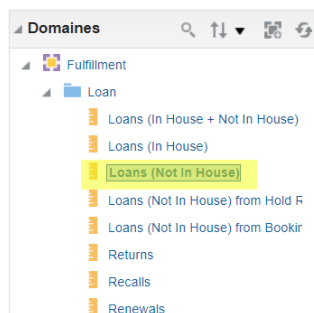 Domaines
Fulfillment
Loan
Loans (In House + Not In House)
Loans (In House)
Loans (Not In House)
Loans (Not In House) from Hold R
Loans (Not In House) from Bookin
Returns
Recalls
Renewals